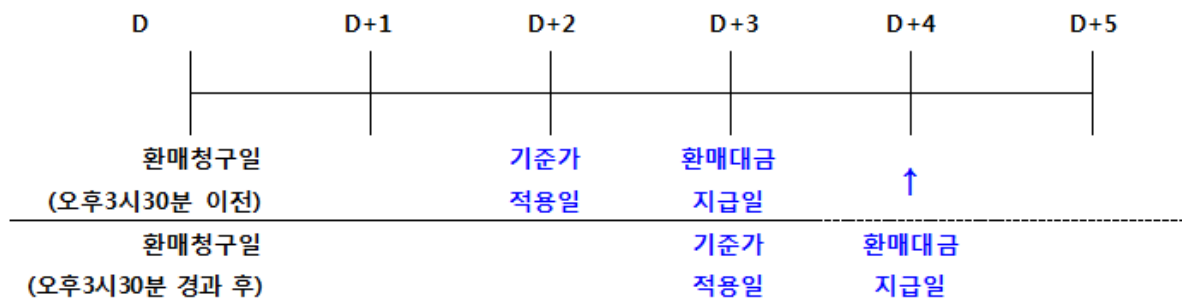 D D+1 D+2 D+3 D+4 D+5
환매청구일 기준가 환매대금
(오후3시30분 이전) 적용일 지급일 ↑
환매청구일 기준가 환매대금
(오후3시30분 경과 후) 적용일 지급일